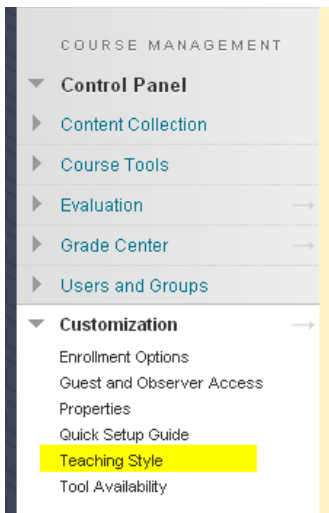 COURSE MANAGEMENT
Control Panel
Content Collection
Course Tools
Evaluation
Grade Center
Users and Groups
Customization
Enrollment Options
Guest and Observer Access
Properties
Quick Setup Guide
Teaching Style
Tool Availability